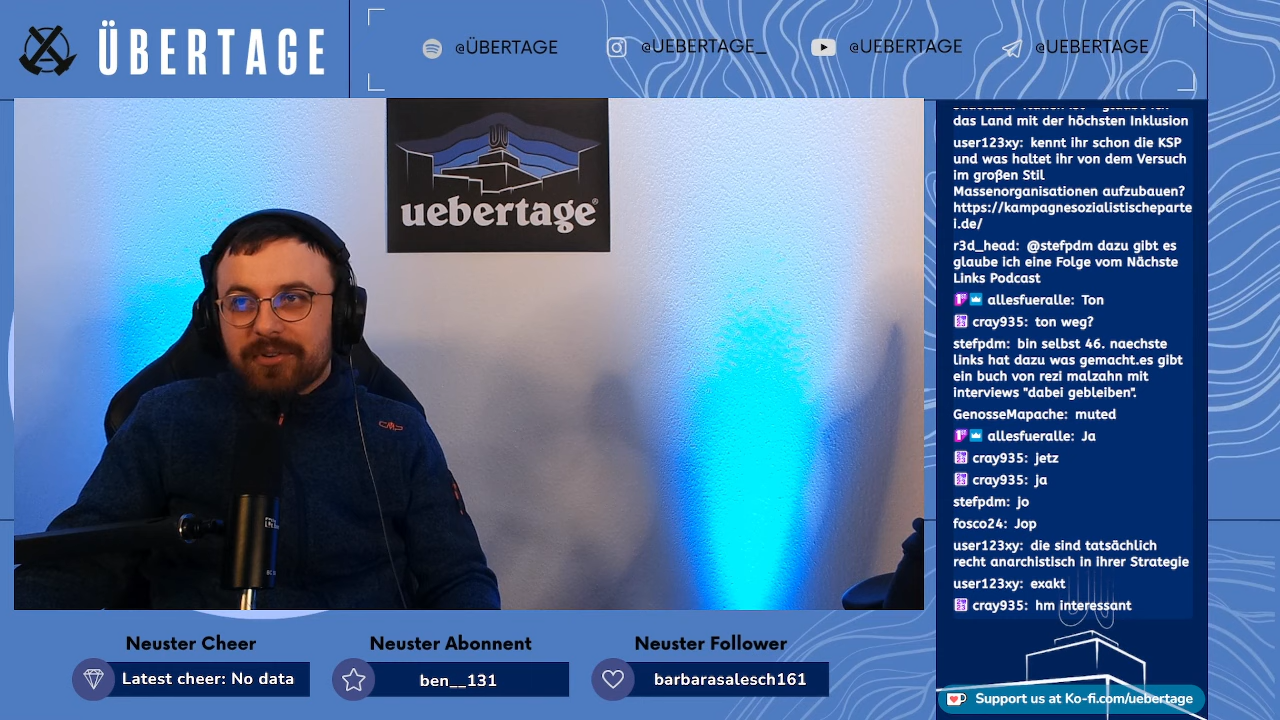 ÜBERTAGE
@ÜBERTAGE
@UEBERTAGE_
@UEBERTAGE
@UEBERTAGE
uebertage®
das Land mit der höchsten Inklusion
user123xy: kennt ihr schon die KSP
und was haltet ihr von dem Versuch
im großen Stil
Massenorganisationen aufzubauen?
https://kampagnesozialistischeparte
i.de/
r3d_head: @stefpdm dazu gibt es
glaube ich eine Folge vom Nächste
Links Podcast
allesfueralle: Ton
cray935: ton weg?
stefpdm: bin selbst 46. naechste
links hat dazu was gemacht.es gibt
ein buch von rezi malzahn mit
interviews "dabei gebleiben".
GenosseMapache: muted
allesfueralle: Ja
cray935: jetz
cray935: ja
stefpdm: jo
fosco24: Jop
user123xy: die sind tatsächlich
recht anarchistisch in ihrer Strategie
user123xy: exakt
cray935: hm interessant
Neuster Cheer
Latest cheer: No data
Neuster Abonnent
ben__131
Neuster Follower
barbarasalesch161
Support us at Ko-fi.com/uebertage